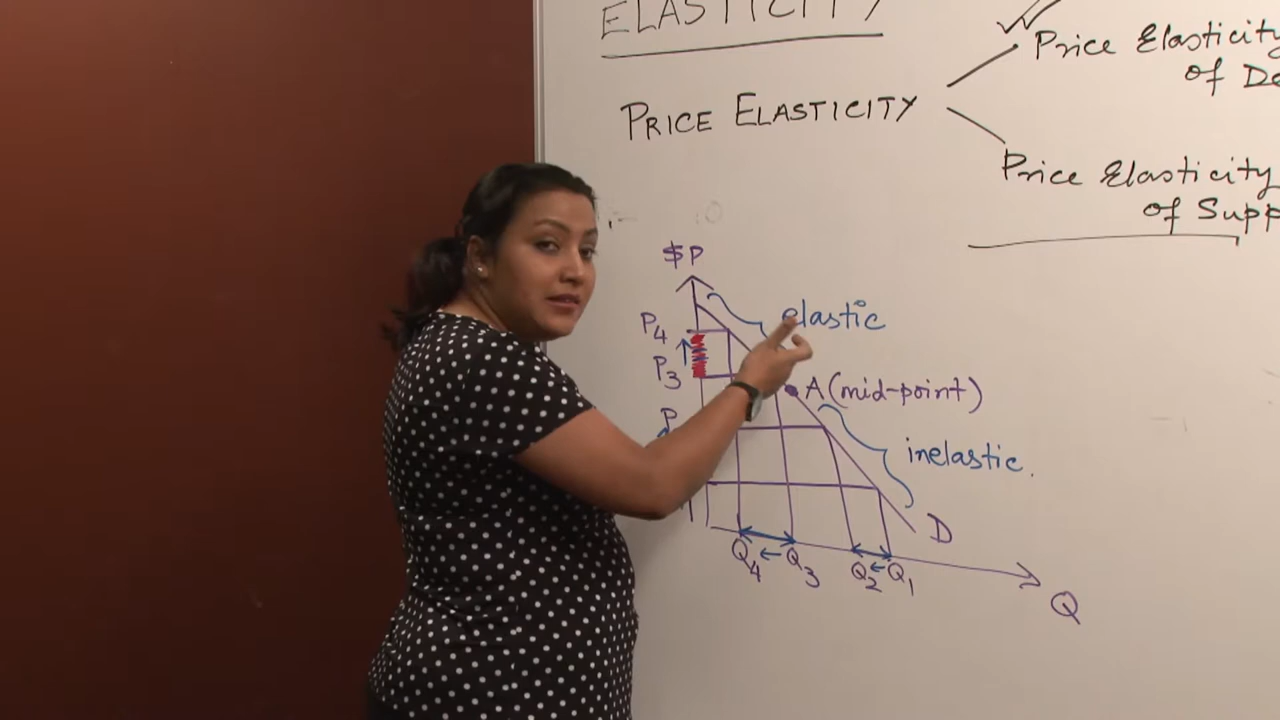 ELASTICITY
PRICE ELASTICITY
Price Elasticity
of De
Price Elasticity
of Supp
$P
elastic
P4
P3
A (mid-point)
P
inelastic.
D
Q4 ← Q3
Q2 ← Q1
Q